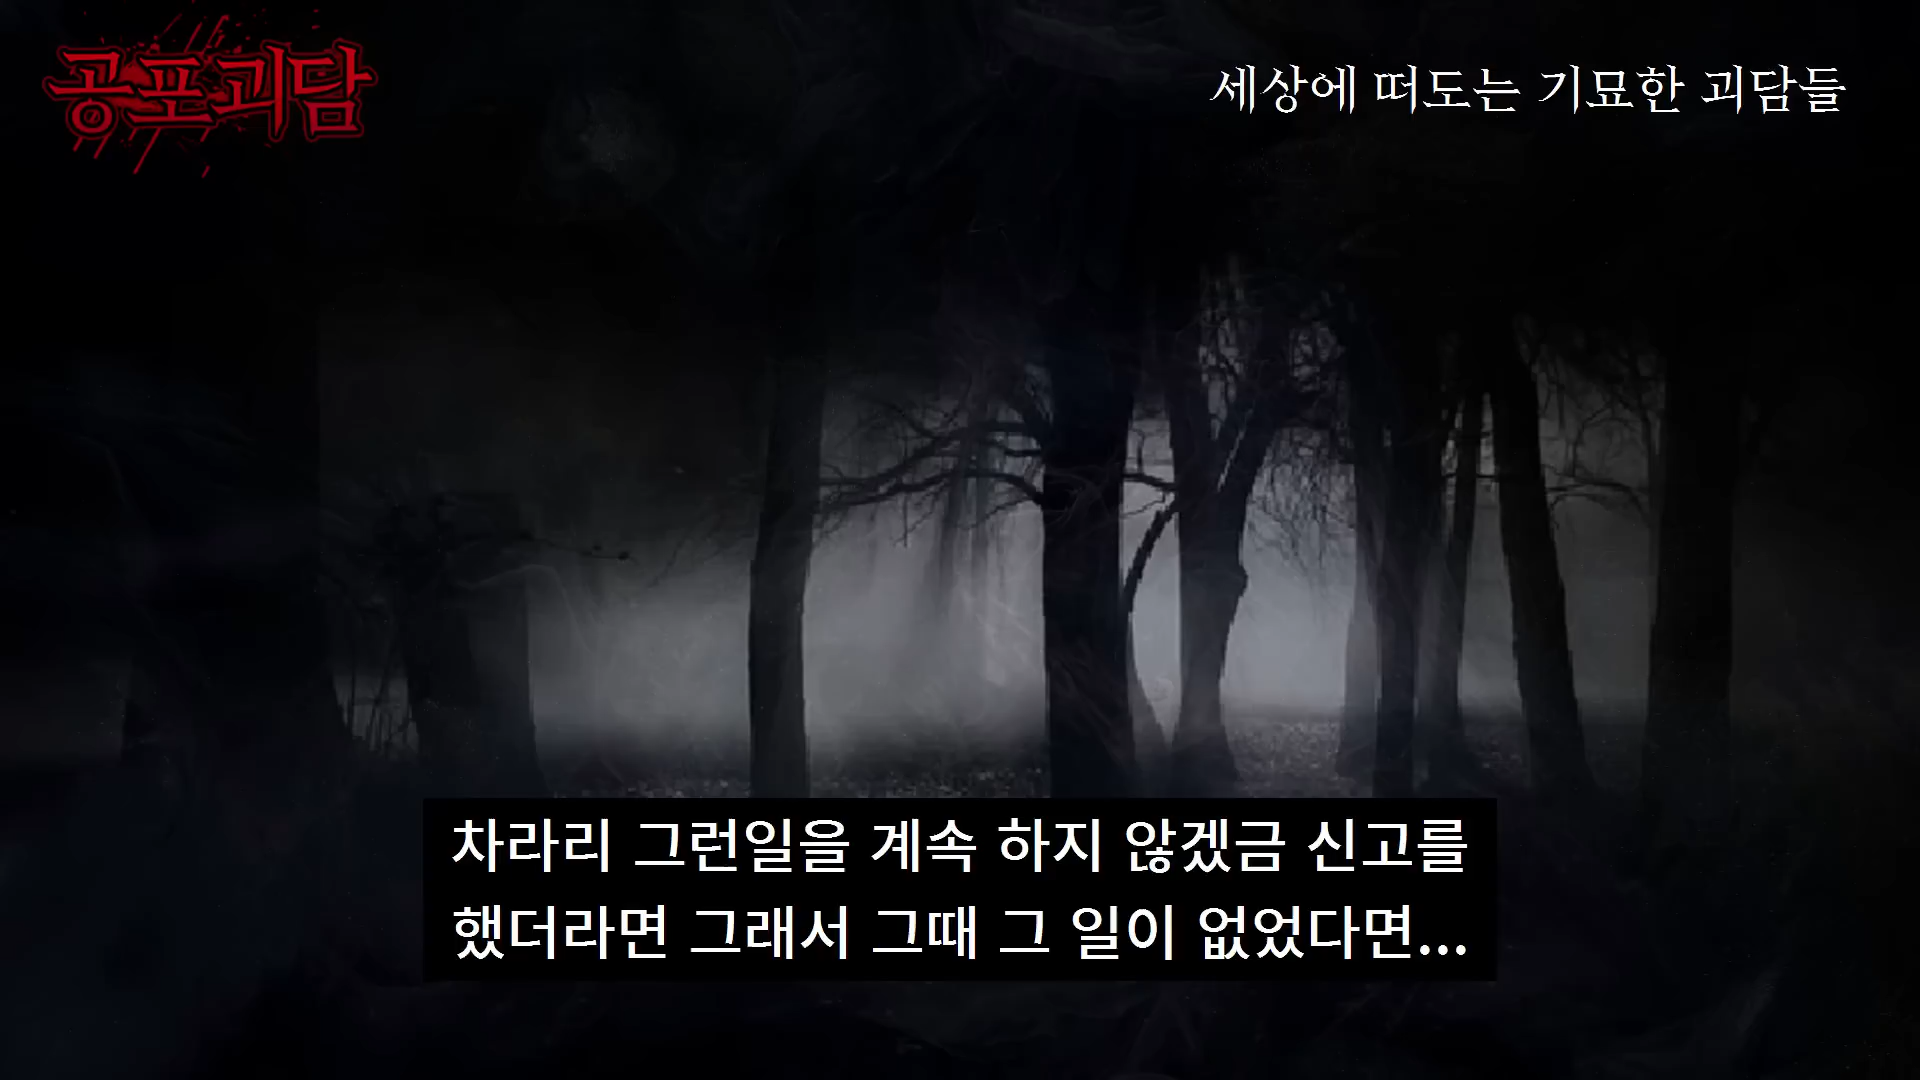 공포괴담
세상에 떠도는 기묘한 괴담들
차라리 그런일을 계속 하지 않겠금 신고를
했더라면 그래서 그때 그 일이 없었다면...